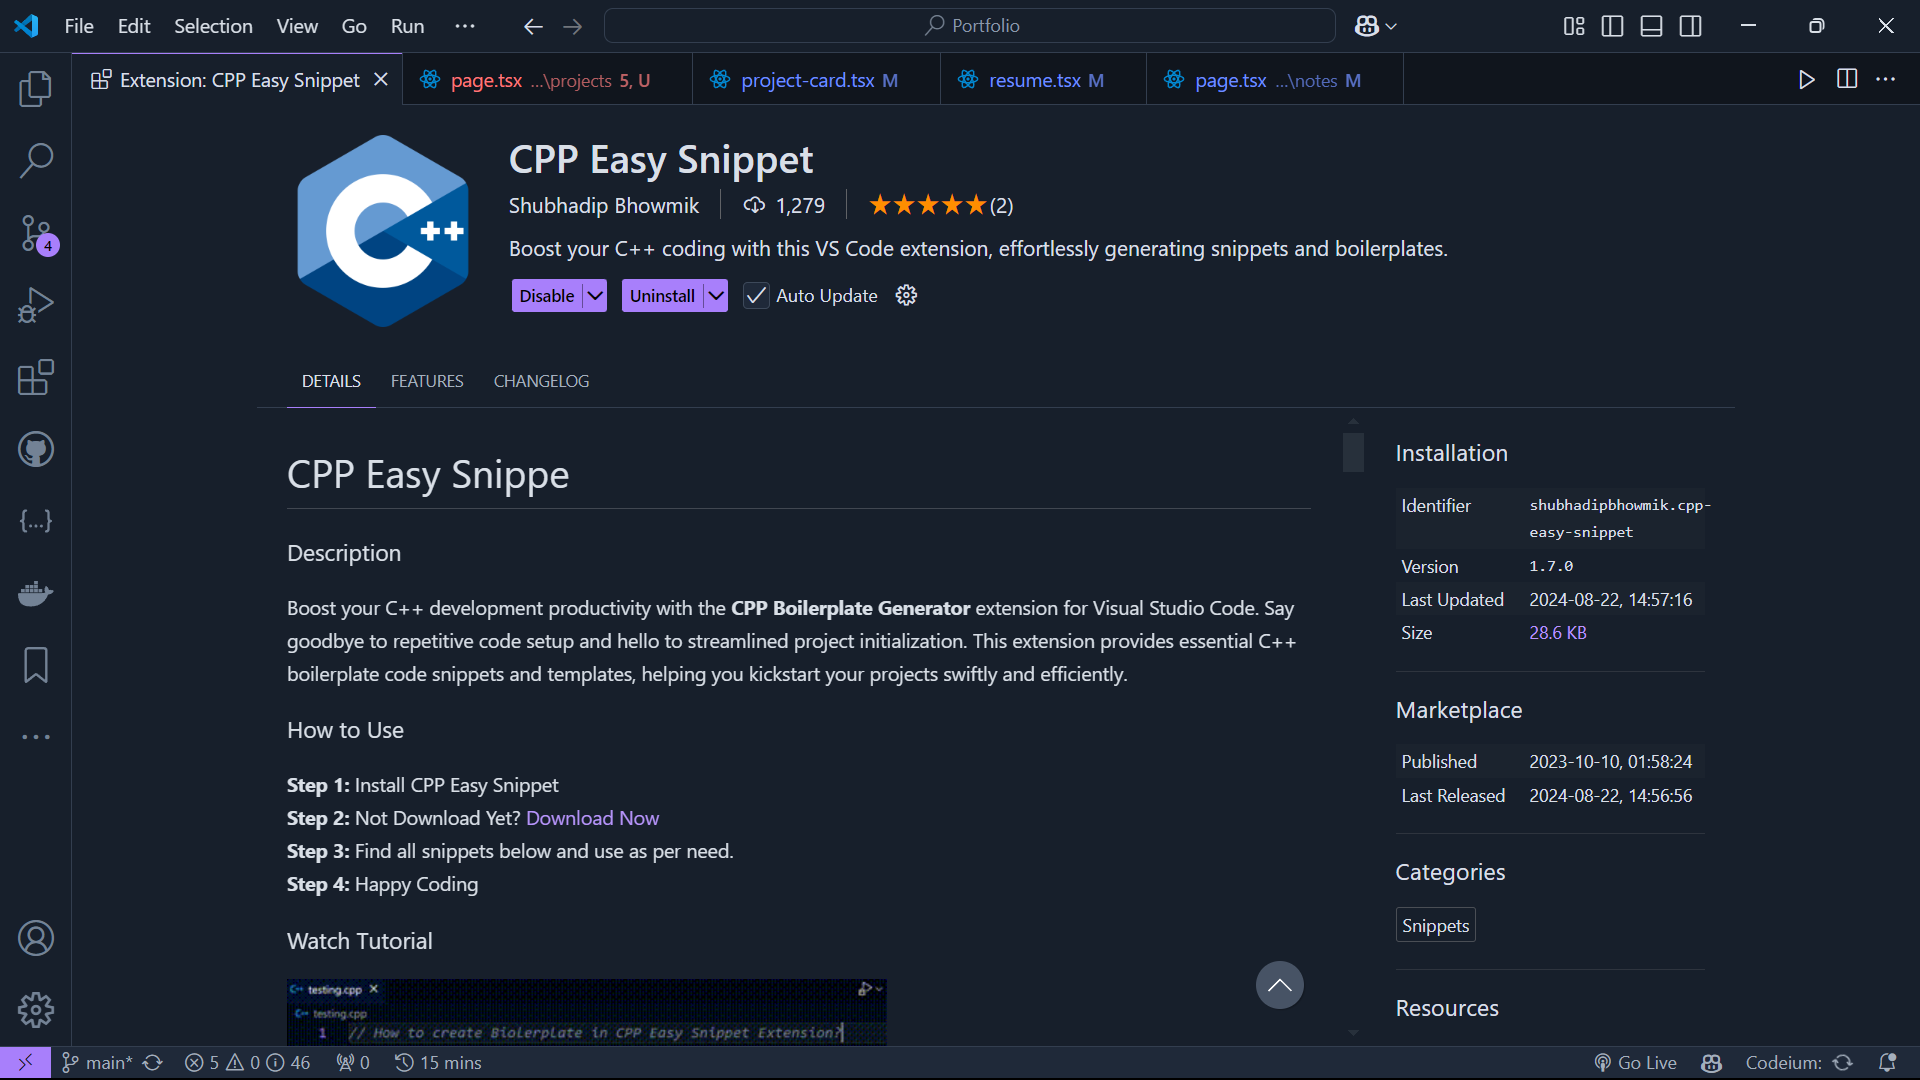 File Edit Selection View Go Run ··· Portfolio
Extension: CPP Easy Snippet page.tsx ...\projects 5, U project-card.tsx M resume.tsx M page.tsx ...\notes M
CPP Easy Snippet
Shubhadip Bhowmik 1,279 ★★★★★(2)
Boost your C++ coding with this VS Code extension, effortlessly generating snippets and boilerplates.
Disable Uninstall Auto Update
4
DETAILS FEATURES CHANGELOG
CPP Easy Snippe
Description
Boost your C++ development productivity with the CPP Boilerplate Generator extension for Visual Studio Code. Say
goodbye to repetitive code setup and hello to streamlined project initialization. This extension provides essential C++
boilerplate code snippets and templates, helping you kickstart your projects swiftly and efficiently.
How to Use
Step 1: Install CPP Easy Snippet
Step 2: Not Download Yet? Download Now
Step 3: Find all snippets below and use as per need.
Step 4: Happy Coding
Watch Tutorial
testing.cpp
testing.cpp
1 // How to create Biolerplate in CPP Easy Snippet Extension?
Installation
Identifier shubhadipbhowmik.cpp-
easy-snippet
Version 1.7.0
Last Updated 2024-08-22, 14:57:16
Size 28.6 KB
Marketplace
Published 2023-10-10, 01:58:24
Last Released 2024-08-22, 14:56:56
Categories
Snippets
Resources
main* 5 0 46 0 15 mins Go Live Codeium: